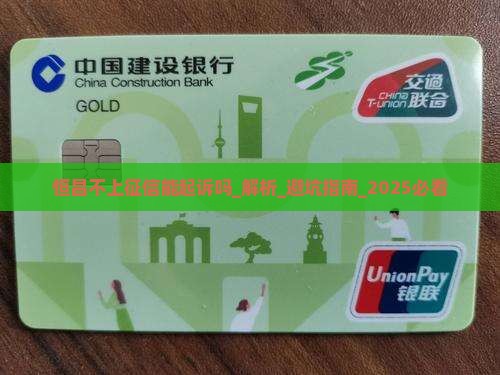 中国建设银行
China Construction Bank
GOLD
交通
联合
CHINA
T-UNION
恒昌不上征信能起诉吗_解析_避坑指南_2025必看
UnionPay
银联